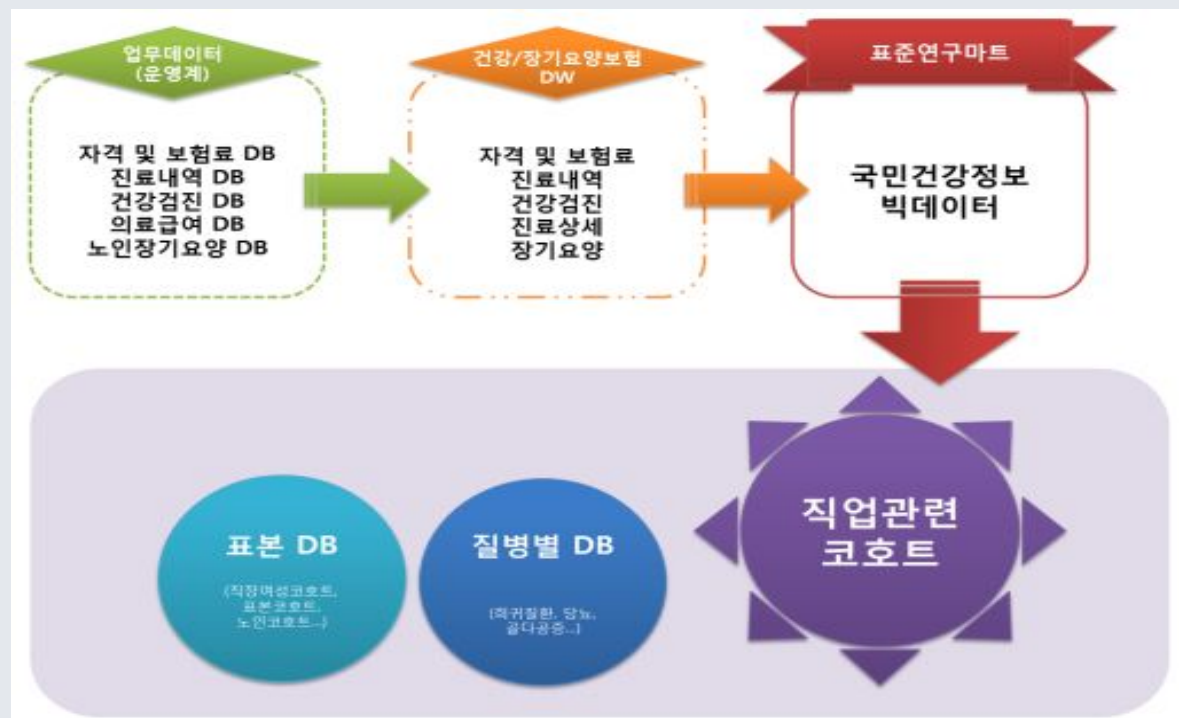 업무데이터
(운영계)
자격 및 보험료 DB
진료내역 DB
건강검진 DB
의료급여 DB
노인장기요양 DB
건강/장기요양보험
DW
자격 및 보험료
진료내역
건강검진
진료상세
장기요양
표준연구마트
국민건강정보
빅데이터
표본 DB
(직장여성코호트,
표본코호트,
노인코호트...)
질병별 DB
(희귀질환, 당뇨,
골다공증...)
직업관련
코호트